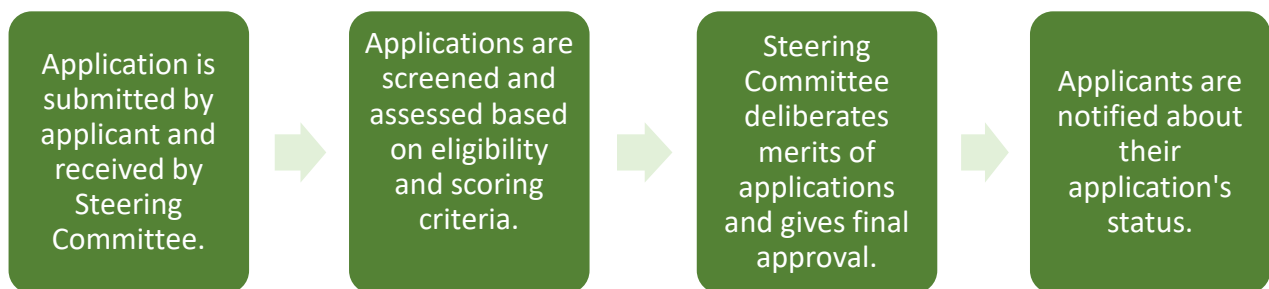 Application is
submitted by
applicant and
received by
Steering
Committee.
Applications are
screened and
assessed based
on eligibility
and scoring
criteria.
Steering
Committee
deliberates
merits of
applications
and gives final
approval.
Applicants are
notified about
their
application's
status.